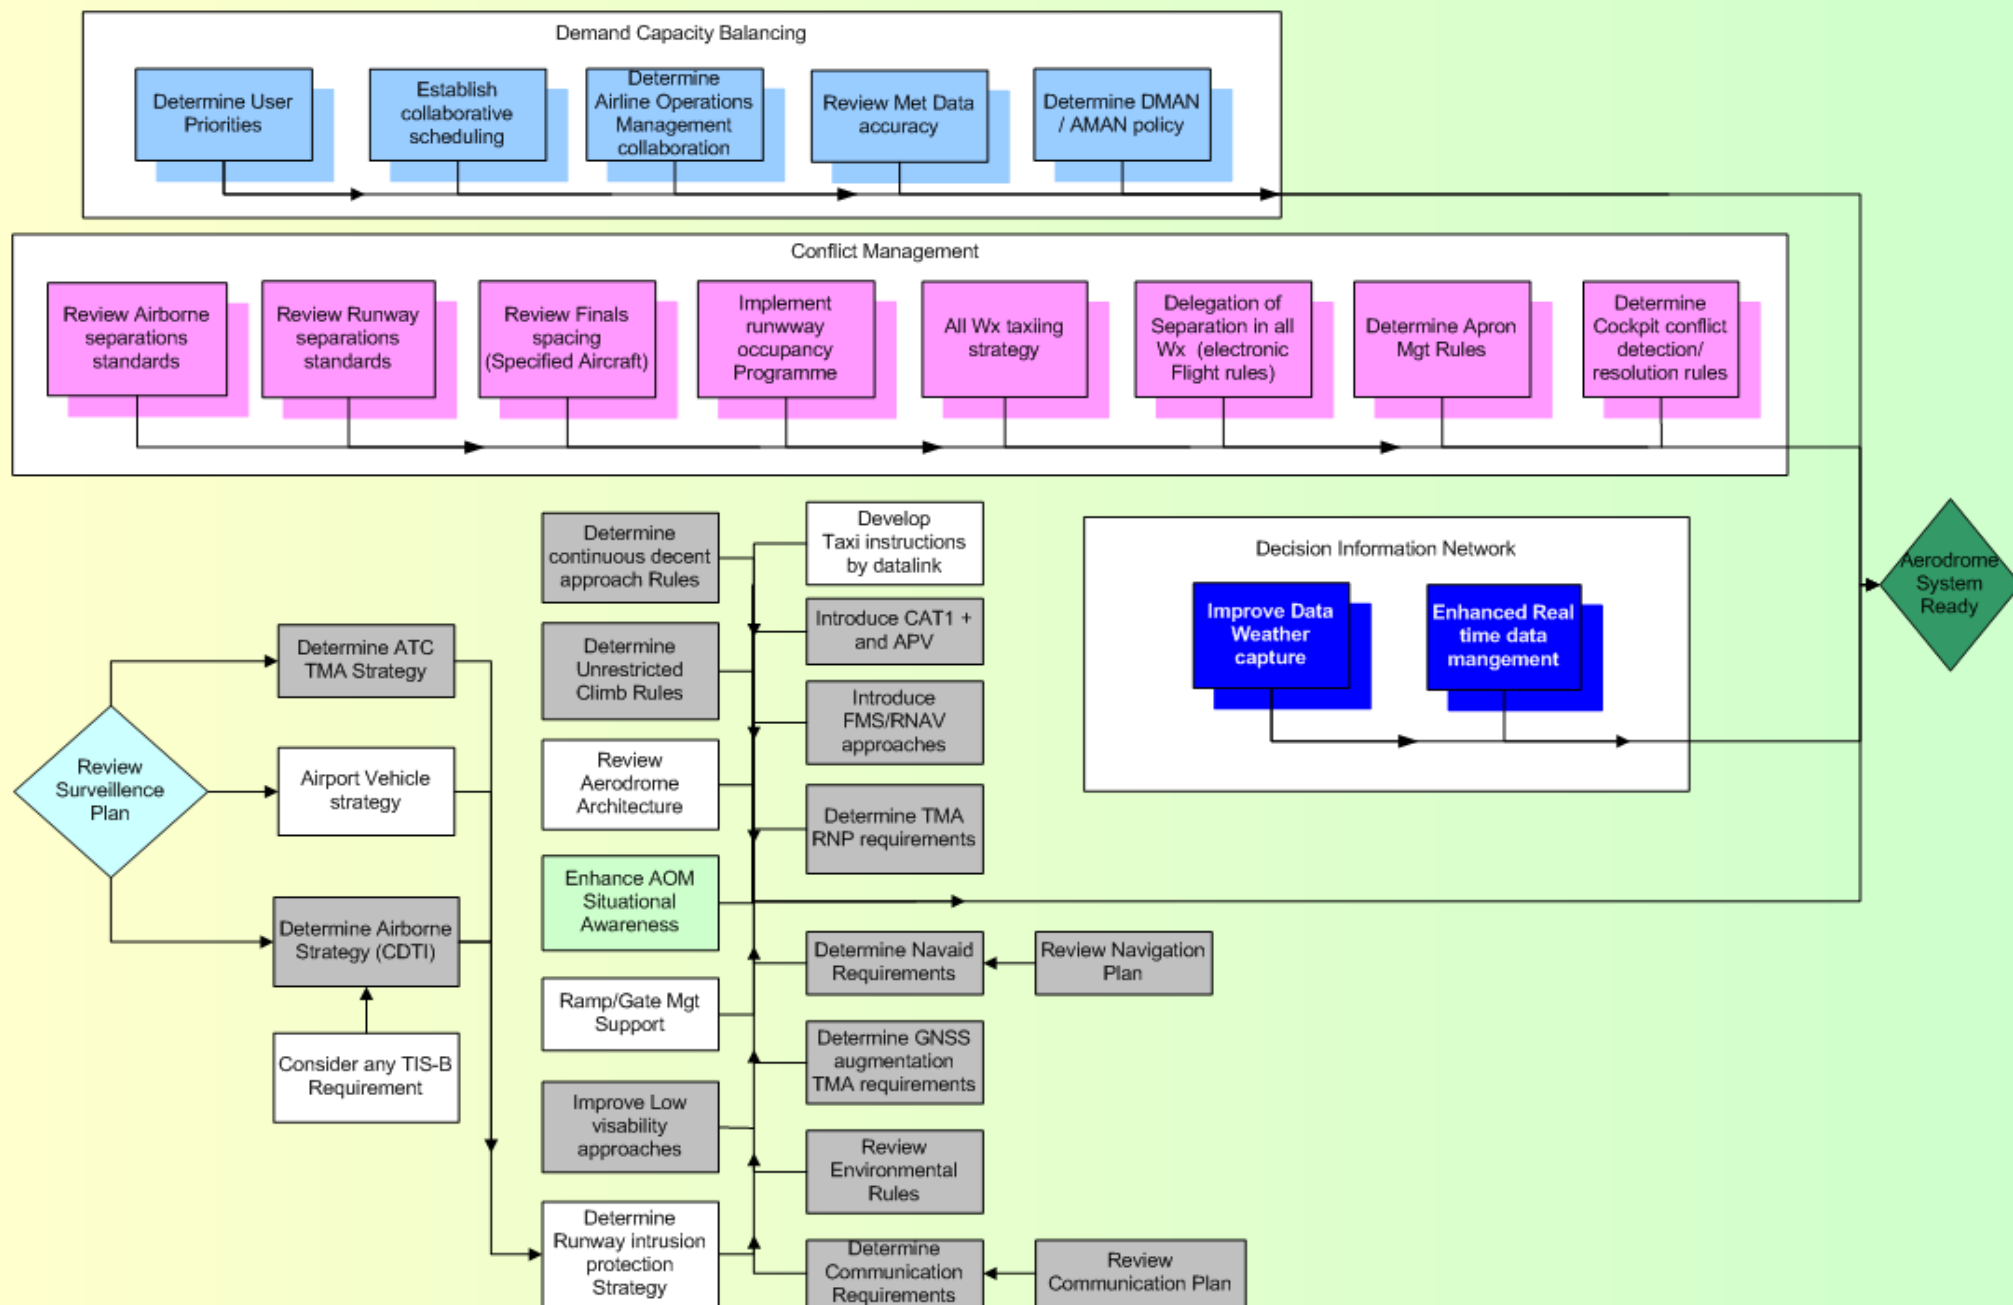 Demand Capacity Balancing
Determine User
Priorities
Establish
collaborative
scheduling
Determine
Airline Operations
Management
collaboration
Review Met Data
accuracy
Determine DMAN
/ AMAN policy
Conflict Management
Review Airborne
separations
standards
Review Runway
separations
standards
Review Finals
spacing
(Specified Aircraft)
Implement
runwway
occupancy
Programme
All Wx taxiing
strategy
Delegation of
Separation in all
Wx (electronic
Flight rules)
Determine Apron
Mgt Rules
Determine
Cockpit conflict
detection/
resolution rules
Determine
continuous decent
approach Rules
Develop
Taxi instructions
by datalink
Decision Information Network
Improve Data
Weather
capture
Enhanced Real
time data
mangement
Aerodrome
System
Ready
Introduce CAT1 +
and APV
Determine ATC
TMA Strategy
Determine
Unrestricted
Climb Rules
Introduce
FMS/RNAV
approaches
Review
Surveillence
Plan
Airport Vehicle
strategy
Review
Aerodrome
Architecture
Determine TMA
RNP requirements
Enhance AOM
Situational
Awareness
Determine Airborne
Strategy (CDTI)
Determine Navaid
Requirements
Review Navigation
Plan
Ramp/Gate Mgt
Support
Consider any TIS-B
Requirement
Determine GNSS
augmentation
TMA requirements
Improve Low
visability
approaches
Review
Environmental
Rules
Determine
Runway intrusion
protection
Strategy
Determine
Communication
Requirements
Review
Communication Plan